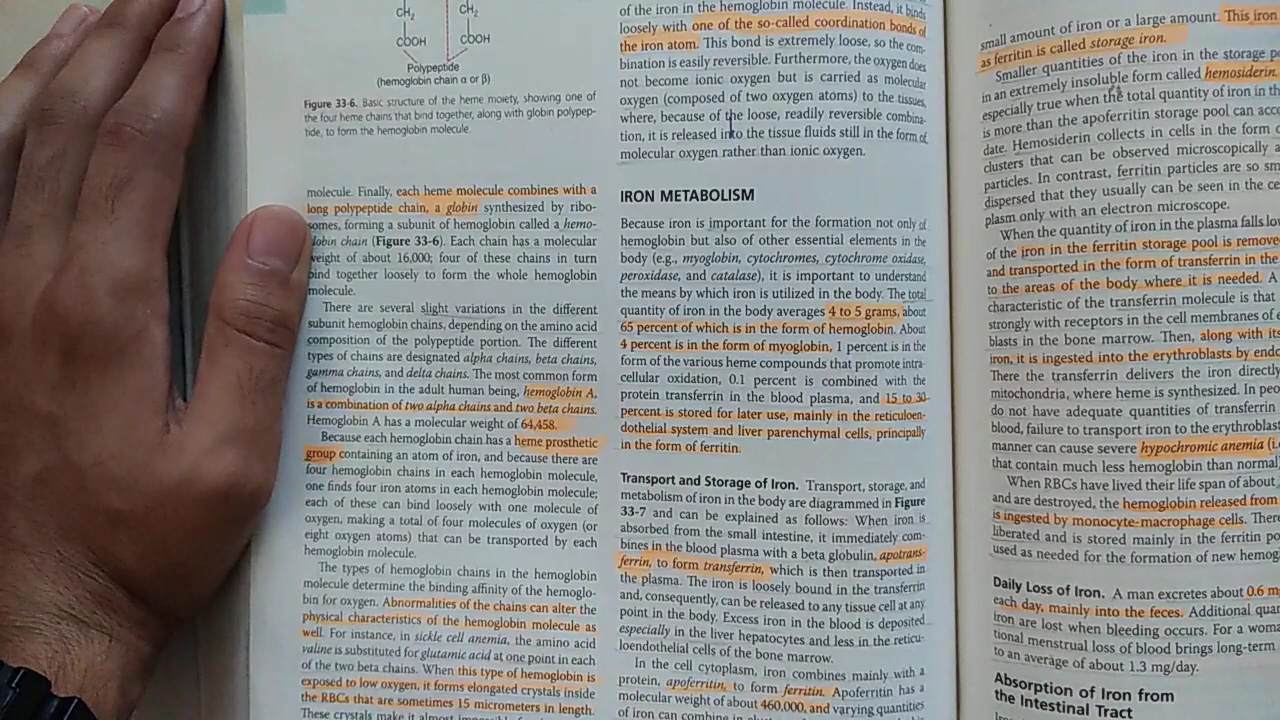 CH₂
CH₂
COOH
COOH
Polypeptide
(hemoglobin chain α or β)
Figure 33-6. Basic structure of the heme moiety, showing one of
the four heme chains that bind together, along with globin polypep-
tide, to form the hemoglobin molecule.
molecule. Finally, each heme molecule combines with a
long polypeptide chain, a globin synthesized by ribo-
somes, forming a subunit of hemoglobin called a hemo-
globin chain (Figure 33-6). Each chain has a molecular
weight of about 16,000; four of these chains in turn
bind together loosely to form the whole hemoglobin
molecule.
There are several slight variations in the different
subunit hemoglobin chains, depending on the amino acid
composition of the polypeptide portion. The different
types of chains are designated alpha chains, beta chains,
gamma chains, and delta chains. The most common form
of hemoglobin in the adult human being, hemoglobin A,
is a combination of two alpha chains and two beta chains.
Hemoglobin A has a molecular weight of 64,458.
Because each hemoglobin chain has a heme prosthetic
group containing an atom of iron, and because there are
four hemoglobin chains in each hemoglobin molecule,
one finds four iron atoms in each hemoglobin molecule;
each of these can bind loosely with one molecule of
oxygen, making a total of four molecules of oxygen (or
eight oxygen atoms) that can be transported by each
hemoglobin molecule.
The types of hemoglobin chains in the hemoglobin
molecule determine the binding affinity of the hemoglo-
bin for oxygen. Abnormalities of the chains can alter the
physical characteristics of the hemoglobin molecule as
well. For instance, in sickle cell anemia, the amino acid
valine is substituted for glutamic acid at one point in each
of the two beta chains. When this type of hemoglobin is
exposed to low oxygen, it forms elongated crystals inside
the RBCs that are sometimes 15 micrometers in length.
These crystals make it almost
of the iron in the hemoglobin molecule. Instead, it binds
loosely with one of the so-called coordination bonds of
the iron atom. This bond is extremely loose, so the com-
bination is easily reversible. Furthermore, the oxygen does
not become ionic oxygen but is carried as molecular
oxygen (composed of two oxygen atoms) to the tissues,
where, because of the loose, readily reversible combina-
tion, it is released into the tissue fluids still in the form of
molecular oxygen rather than ionic oxygen.
IRON METABOLISM
Because iron is important for the formation not only of
hemoglobin but also of other essential elements in the
body (e.g., myoglobin, cytochromes, cytochrome oxidase,
peroxidase, and catalase), it is important to understand
the means by which iron is utilized in the body. The total
quantity of iron in the body averages 4 to 5 grams, about
65 percent of which is in the form of hemoglobin. About
4 percent is in the form of myoglobin, 1 percent is in the
form of the various heme compounds that promote intra-
cellular oxidation, 0.1 percent is combined with the
protein transferrin in the blood plasma, and 15 to 30
percent is stored for later use, mainly in the reticuloen-
dothelial system and liver parenchymal cells, principally
in the form of ferritin.
Transport and Storage of Iron. Transport, storage, and
metabolism of iron in the body are diagrammed in Figure
33-7 and can be explained as follows: When iron is
absorbed from the small intestine, it immediately com-
bines in the blood plasma with a beta globulin, apotrans-
ferrin, to form transferrin, which is then transported in
the plasma. The iron is loosely bound in the transferrin
and, consequently, can be released to any tissue cell at any
point in the body. Excess iron in the blood is deposited
especially in the liver hepatocytes and less in the reticu-
loendothelial cells of the bone marrow.
In the cell cytoplasm, iron combines mainly with a
protein, apoferritin, to form ferritin. Apoferritin has a
molecular weight of about 460,000, and varying quantities
of iron can combine in
small amount of iron or a large amount. This iron
as ferritin is called storage iron.
Smaller quantities of the iron in the storage
in an extremely insoluble form called hemosiderin.
especially true when the total quantity of iron in the
is more than the apoferritin storage pool can
date. Hemosiderin collects in cells in the form
clusters that can be observed microscopically
particles. In contrast, ferritin particles are so
dispersed that they usually can be seen in the
plasm only with an electron microscope.
When the quantity of iron in the plasma falls
of the iron in the ferritin storage pool is
and transported in the form of transferrin in the
to the areas of the body where it is needed. A
characteristic of the transferrin molecule is that
strongly with receptors in the cell membranes of
blasts in the bone marrow. Then, along with its
iron, it is ingested into the erythroblasts by
There the transferrin delivers the iron directly
mitochondria, where heme is synthesized. In
do not have adequate quantities of transferrin
blood, failure to transport iron to the
manner can cause severe hypochromic anemia
that contain much less hemoglobin than normal
When RBCs have lived their life span of about
and are destroyed, the hemoglobin released from
is ingested by monocyte-macrophage cells.
liberated and is stored mainly in the ferritin
used as needed for the formation of new
Daily Loss of Iron. A man excretes about 0.6
each day, mainly into the feces. Additional
iron are lost when bleeding occurs. For a
tional menstrual loss of blood brings long-term
to an average of about 1.3 mg/day.
Absorption of Iron from
the Intestinal Tract